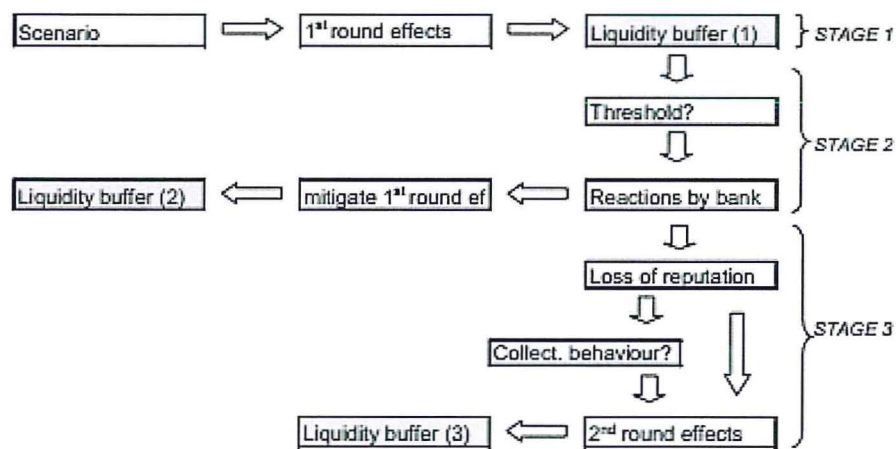 Scenario
1st round effects
Liquidity buffer (1)
STAGE 1
Threshold?
STAGE 2
Liquidity buffer (2)
mitigate 1st round ef
Reactions by bank
Loss of reputation
STAGE 3
Collect. behaviour?
Liquidity buffer (3)
2nd round effects